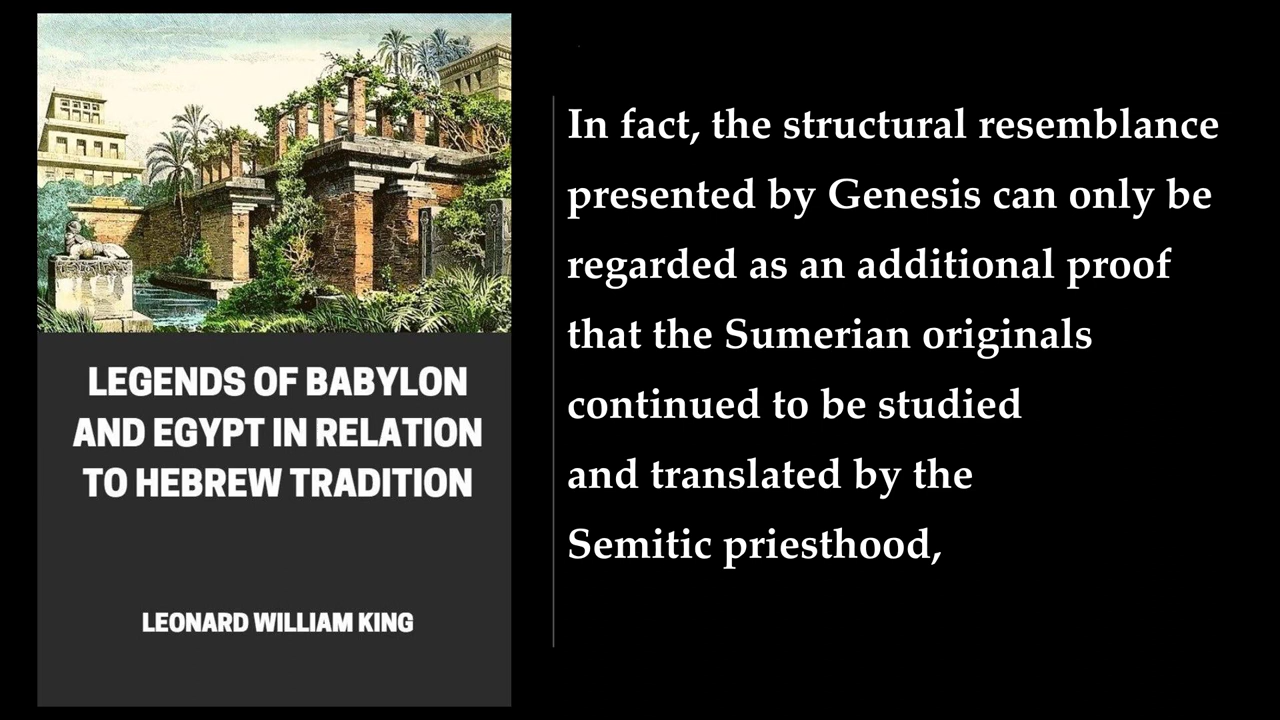 LEGENDS OF BABYLON
AND EGYPT IN RELATION
TO HEBREW TRADITION
LEONARD WILLIAM KING
In fact, the structural resemblance
presented by Genesis can only be
regarded as an additional proof
that the Sumerian originals
continued to be studied
and translated by the
Semitic priesthood,